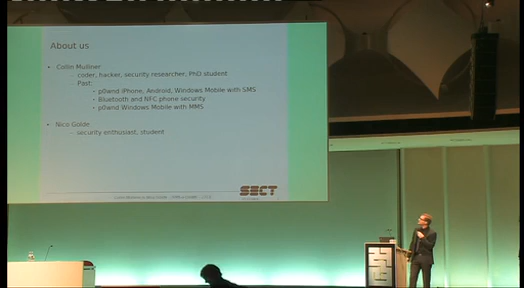 About us
• Collin Mulliner
– coder, hacker, security researcher, PhD student
Past:
• p0wnd iPhone, Android, Windows Mobile with SMS
• Bluetooth and NFC phone security
• p0wnd Windows Mobile with MMS
• Nico Golde
– security enthusiast, student
SECT